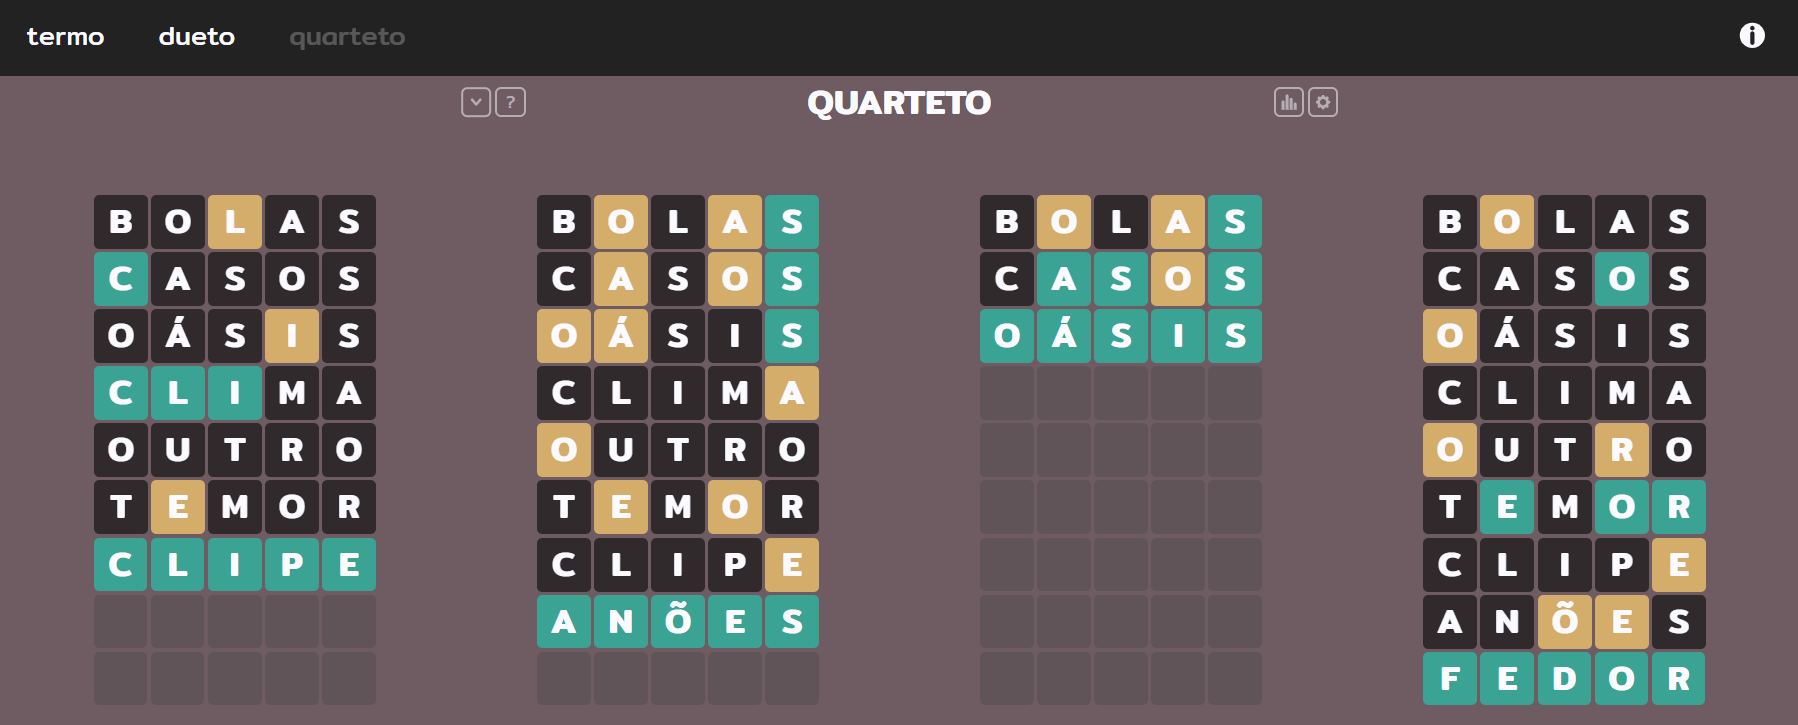 termo dueto quarteto
? QUARTETO
BOLAS BOLAS BOLAS BOLAS
CASOS CASOS CASOS CASOS
OÁSIS OÁSIS OÁSIS OÁSIS
CLIMA CLIMA CLIMA
OUTRO OUTRO OUTRO
TEMOR TEMOR TEMOR
CLIPE CLIPE CLIPE
ANÕES ANÕES
FEDOR